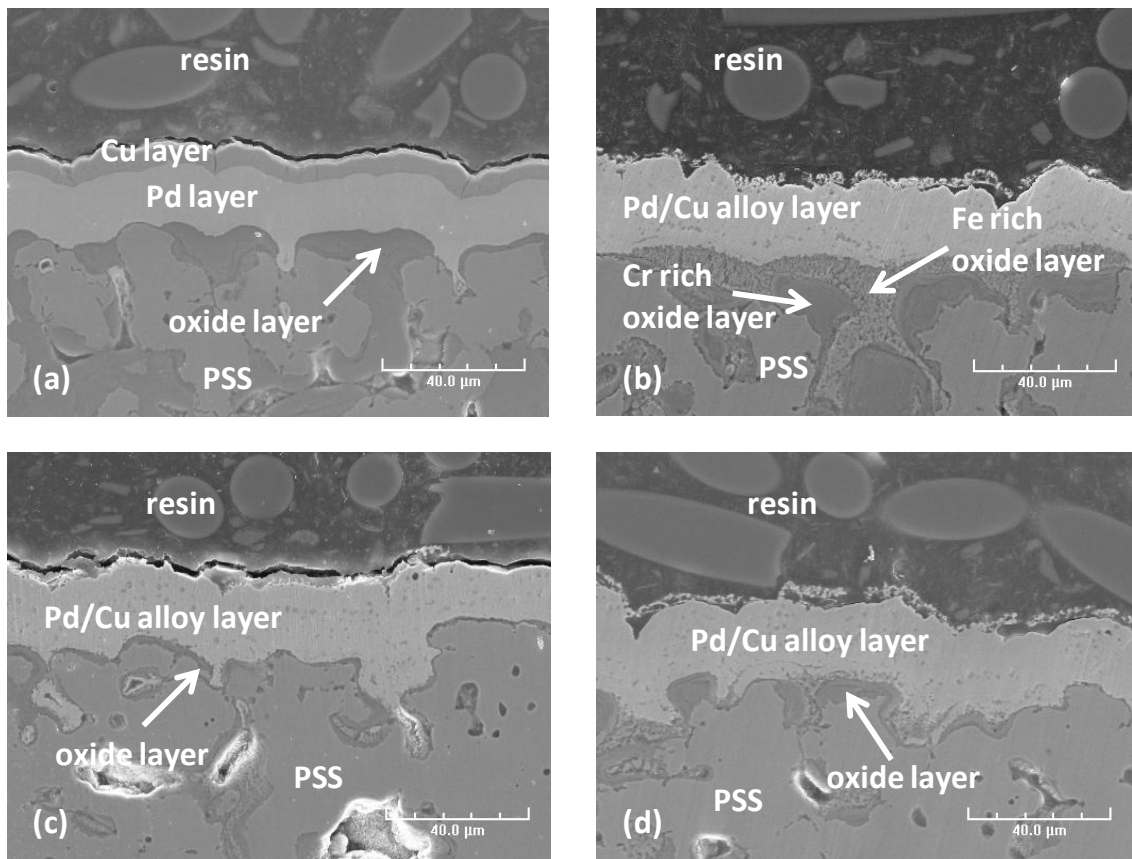 resin
Cu layer
Pd layer
oxide layer
PSS
(a)
40.0 µm
resin
Pd/Cu alloy layer
Fe rich
oxide layer
Cr rich
oxide layer
PSS
(b)
40.0 µm
resin
Pd/Cu alloy layer
oxide layer
PSS
(c)
40.0 µm
resin
Pd/Cu alloy layer
oxide layer
PSS
(d)
40.0 µm